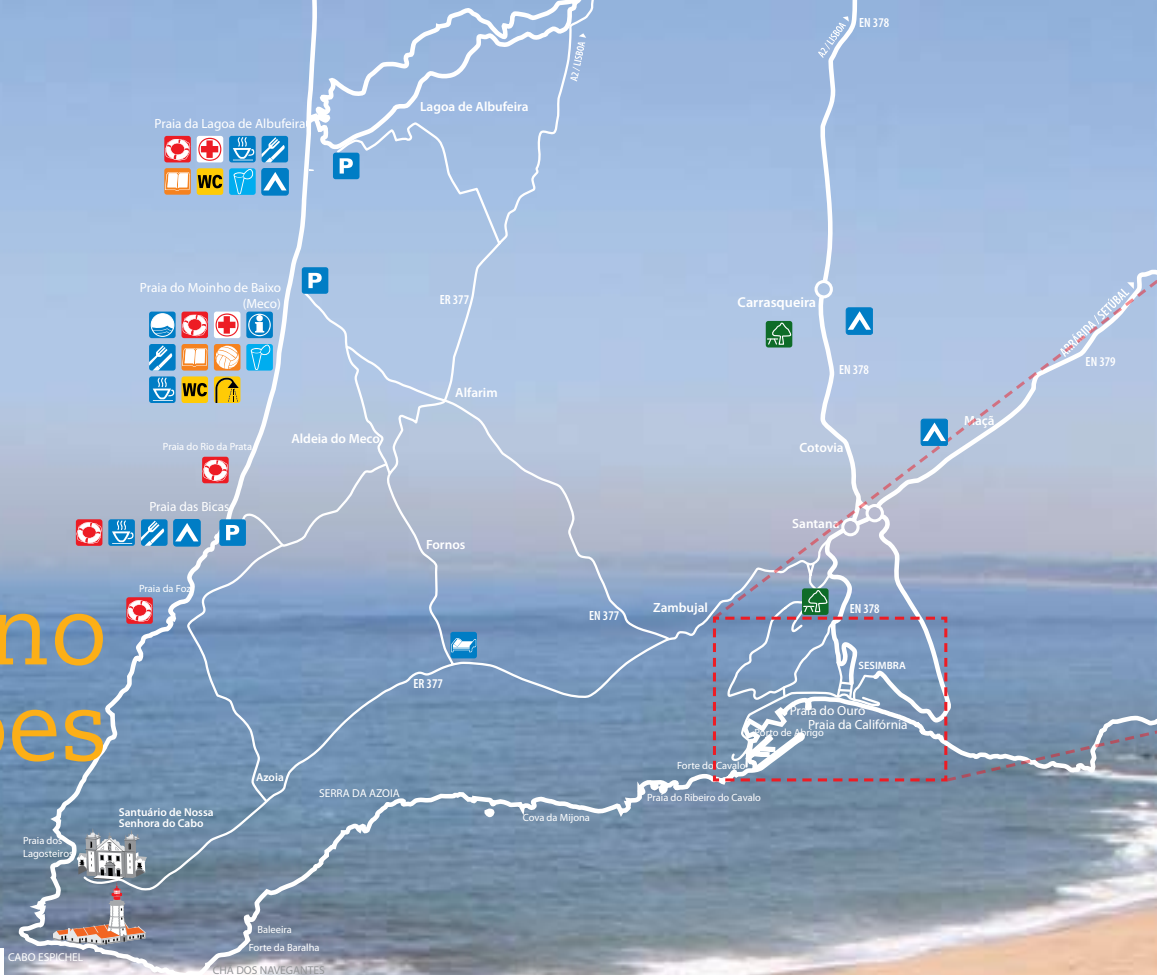 EN 378
A2 / LISBOA
A2 / LISBOA
Lagoa de Albufeira
Praia da Lagoa de Albufeira
P
WC
P
Praia do Moinho de Baixo
(Meco)
i
WC
ER 377
Carrasqueira
ARRÁBIDA / SETÚBAL
EN 379
EN 378
Alfarim
Maçã
Aldeia do Meco
Cotovia
Praia do Rio da Prata
Praia das Bicas
P
Santana
Fornos
Praia da Foz
EN 377
Zambujal
EN 378
no
ões
SESIMBRA
ER 377
Praia do Ouro
Praia da Califórnia
Porto de Abrigo
Forte do Cavalo
Azoia
SERRA DA AZOIA
Praia do Ribeiro do Cavalo
Cova da Mijona
Santuário de Nossa
Senhora do Cabo
Praia dos
Lagosteiros
Baleeira
Forte da Baralha
CABO ESPICHEL
CHÃ DOS NAVEGANTES